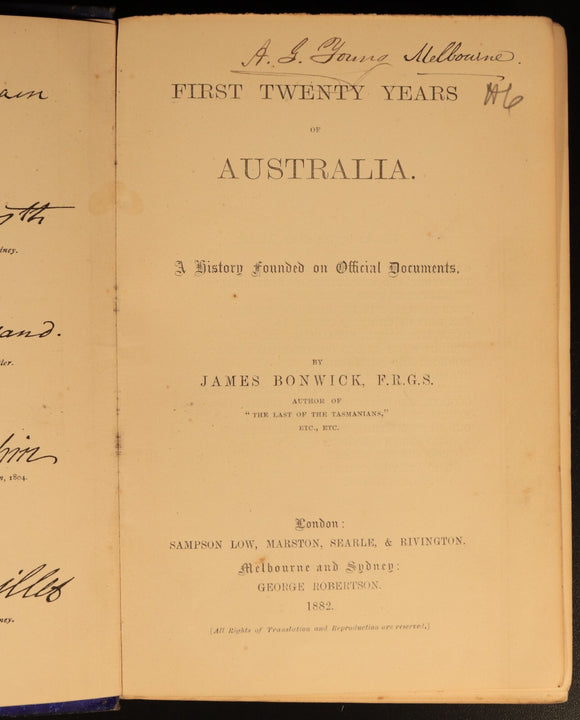 A. G. Young Melbourne.
FIRST TWENTY YEARS
OF
AUSTRALIA.
A History Founded on Official Documents.
BY
JAMES BONWICK, F.R.G.S.
AUTHOR OF
"THE LAST OF THE TASMANIANS,"
ETC., ETC.
London:
SAMPSON LOW, MARSTON, SEARLE, & RIVINGTON.
Melbourne and Sydney:
GEORGE ROBERTSON.
1882.
[All Rights of Translation and Reproduction are reserved.]
, 1804.